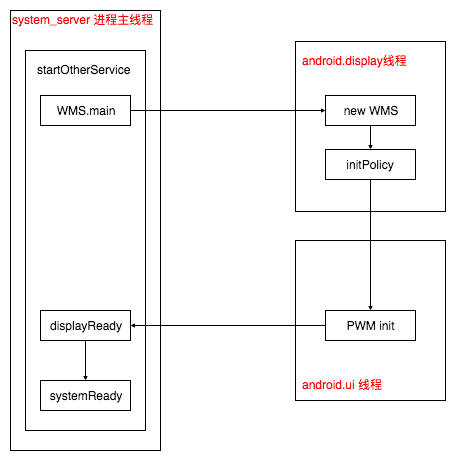 system_server 进程主线程
startOtherService
WMS.main
android.display线程
new WMS
initPolicy
displayReady
PWM init
systemReady
android.ui 线程